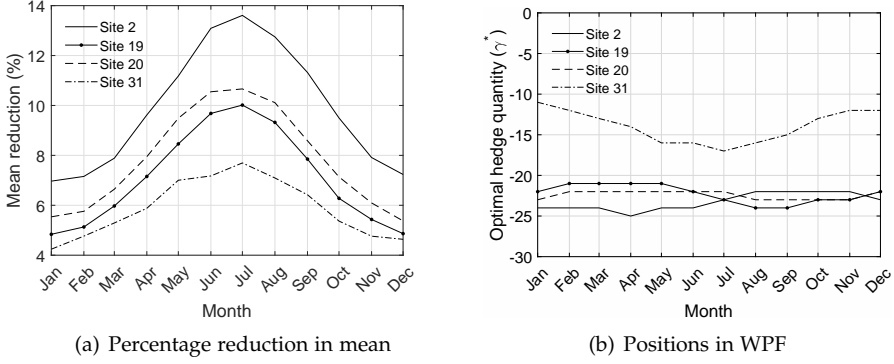 14
12
10
8
6
4
Mean reduction (%)
Site 2
Site 19
Site 20
Site 31
Jan Feb Mar Apr May Jun Jul Aug Sep Oct Nov Dec
Month
(a) Percentage reduction in mean
0
-5
-10
-15
-20
-25
-30
Optimal hedge quantity (γ*)
Site 2
Site 19
Site 20
Site 31
Jan Feb Mar Apr May Jun Jul Aug Sep Oct Nov Dec
Month
(b) Positions in WPF